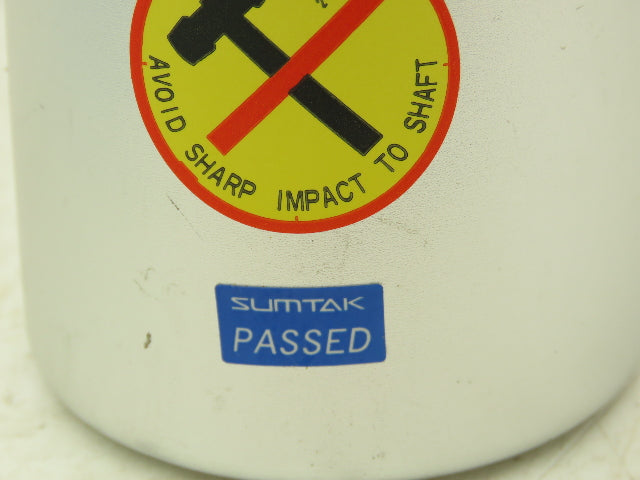 AVOID SHARP IMPACT TO SHAFT
SUMTAK
PASSED